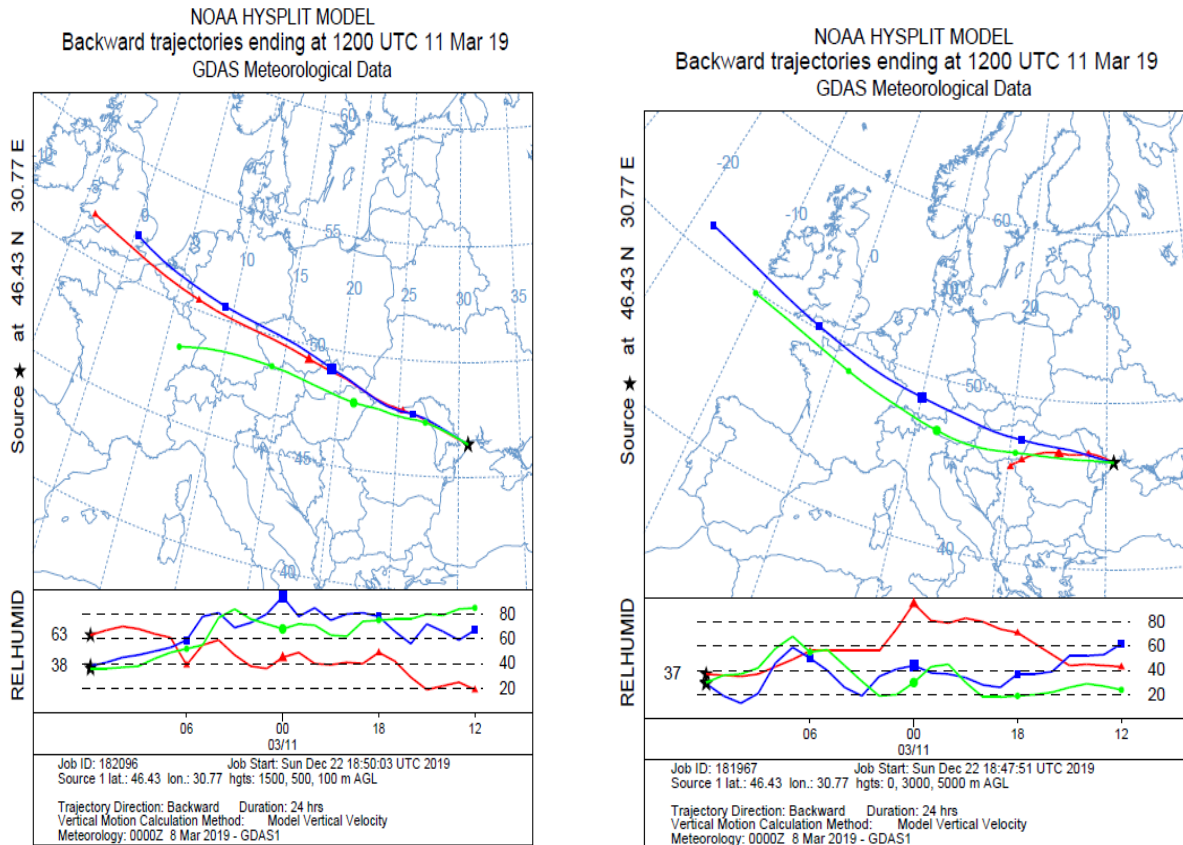 NOAA HYSPLIT MODEL
Backward trajectories ending at 1200 UTC 11 Mar 19
GDAS Meteorological Data
Source ★ at 46.43 N 30.77 E
60
10
5
0
5
10
15
55
20
25
30
35
50
45
40
RELHUMID
63
38
80
60
40
20
06
00
18
12
03/11
Job ID: 182096 Job Start: Sun Dec 22 18:50:03 UTC 2019
Source 1 lat.: 46.43 lon.: 30.77 hgts: 1500, 500, 100 m AGL
Trajectory Direction: Backward Duration: 24 hrs
Vertical Motion Calculation Method: Model Vertical Velocity
Meteorology: 0000Z 8 Mar 2019 - GDAS1
NOAA HYSPLIT MODEL
Backward trajectories ending at 1200 UTC 11 Mar 19
GDAS Meteorological Data
Source ★ at 46.43 N 30.77 E
-20
-10
0
60
20
30
50
40
RELHUMID
37
80
60
40
20
06
00
18
12
03/11
Job ID: 181967 Job Start: Sun Dec 22 18:47:51 UTC 2019
Source 1 lat.: 46.43 lon.: 30.77 hgts: 0, 3000, 5000 m AGL
Trajectory Direction: Backward Duration: 24 hrs
Vertical Motion Calculation Method: Model Vertical Velocity
Meteorology: 0000Z 8 Mar 2019 - GDAS1